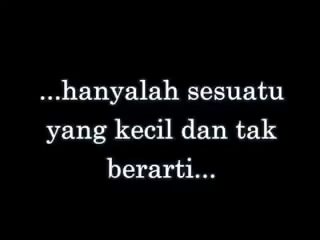 ...hanyalah sesuatu
yang kecil dan tak
berarti...